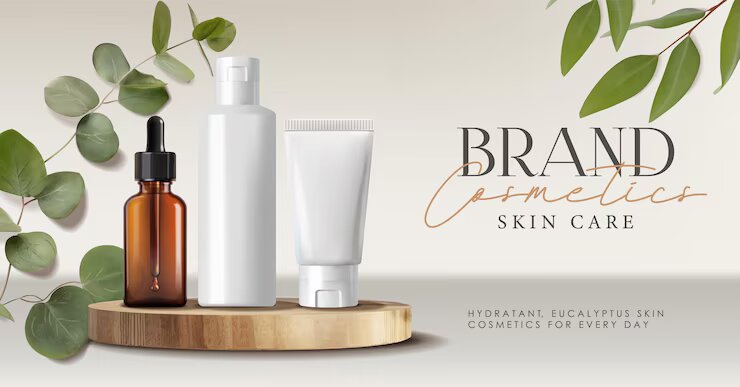 BRAND
Cosmetics
SKIN CARE
HYDRATANT, EUCALYPTUS SKIN
COSMETICS FOR EVERY DAY